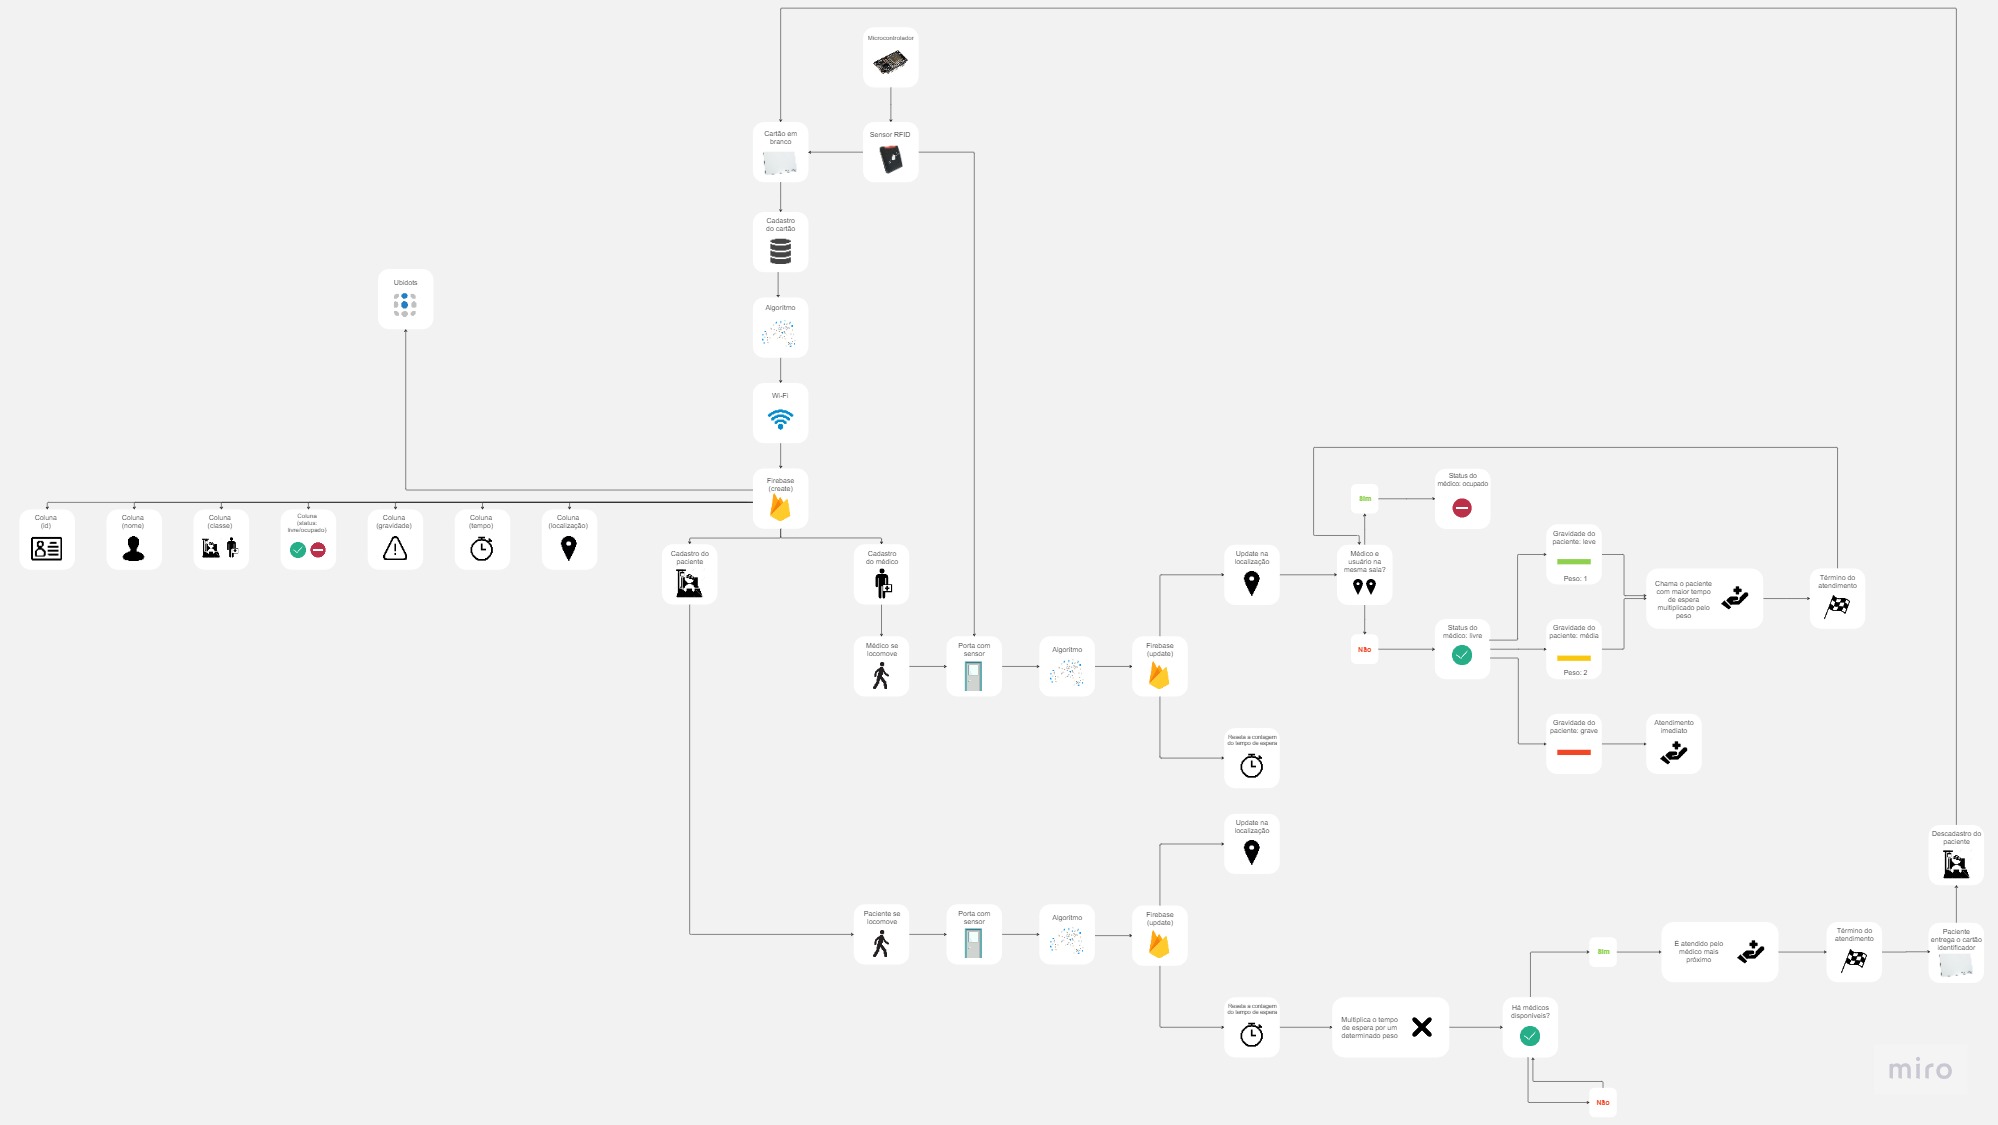 Microcontrolador
Cartão em
branco
Sensor RFID
Cadastro
do cartão
Ubidots
Algoritmo
Wi-Fi
Firebase
(create)
Coluna
(id)
Coluna
(nome)
Coluna
(classe)
Coluna
(status:
livre/ocupado)
Coluna
(gravidade)
Coluna
(tempo)
Coluna
(localização)
Cadastro do
paciente
Cadastro
do médico
Médico se
locomove
Porta com
sensor
Algoritmo
Firebase
(update)
Update na
localização
Médico e
usuário na
mesma sala?
Sim
Status do
médico: ocupado
Não
Status do
médico: livre
Gravidade do
paciente: leve
Peso: 1
Gravidade do
paciente: média
Peso: 2
Gravidade do
paciente: grave
Atendimento
imediato
Chama o paciente
com maior tempo
de espera
multiplicado pelo
peso
Término do
atendimento
Reseta a contagem
do tempo de espera
Update na
localização
Paciente se
locomove
Porta com
sensor
Algoritmo
Firebase
(update)
Reseta a contagem
do tempo de espera
Multiplica o tempo
de espera por um
determinado peso
Há médicos
disponíveis?
Sim
Não
É atendido pelo
médico mais
próximo
Término do
atendimento
Paciente
entrega o cartão
identificador
Descadastro do
paciente
miro